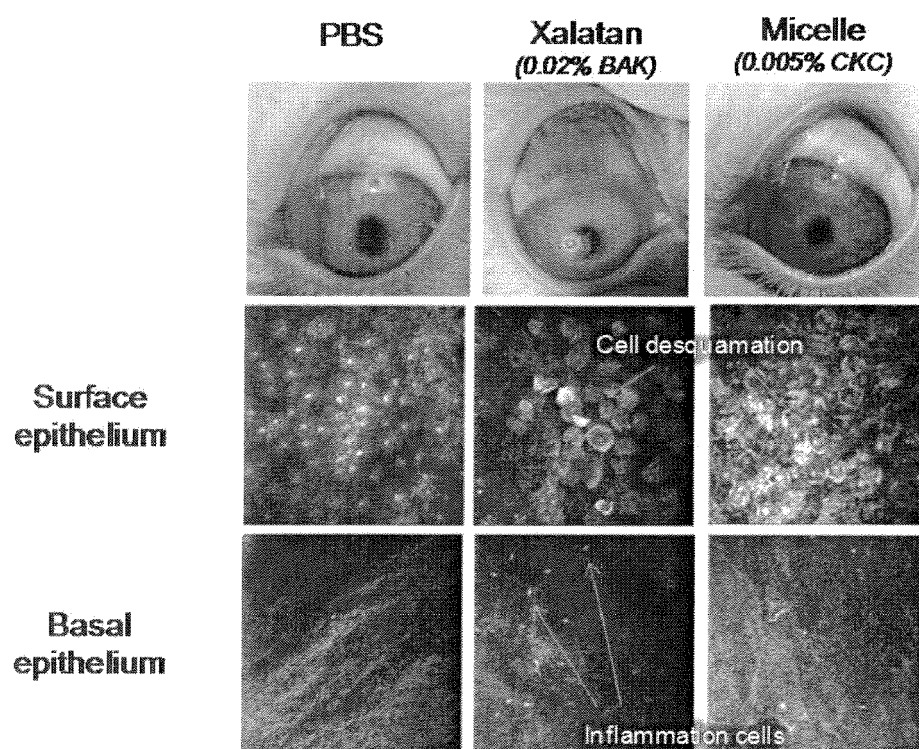 PBS
Xalatan
(0.02% BAK)
Micelle
(0.005% CKC)
Surface
epithelium
Cell desquamation
Basal
epithelium
Inflammation cells